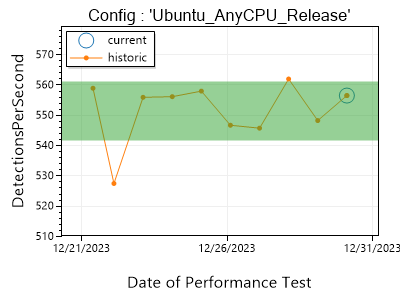 Config : 'Ubuntu_AnyCPU_Release'
current
historic
DetectionsPerSecond
570
560
550
540
530
520
510
12/21/2023
12/26/2023
12/31/2023
Date of Performance Test